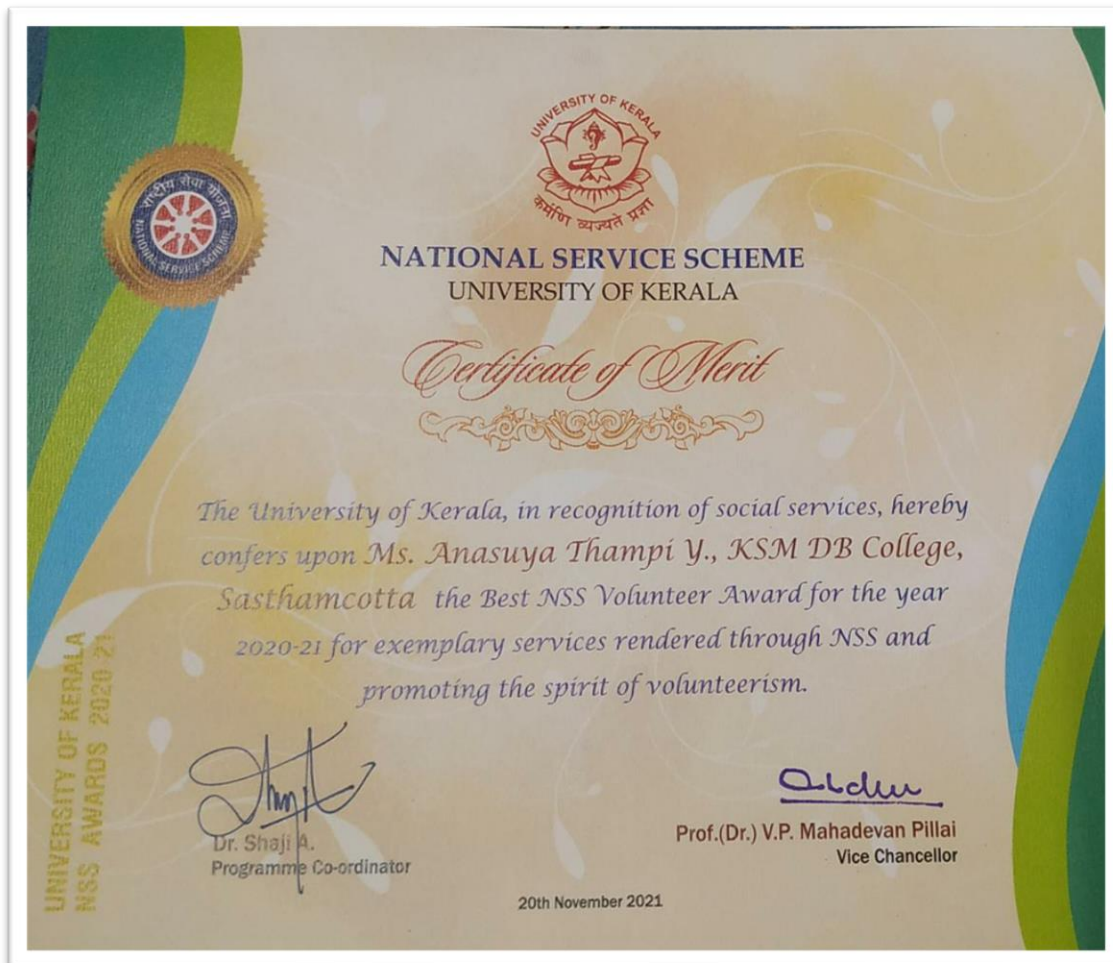 UNIVERSITY OF KERALA
कर्मणि व्यज्यते प्रज्ञा
राष्ट्रीय सेवा योजना
NATIONAL SERVICE SCHEME
NATIONAL SERVICE SCHEME
UNIVERSITY OF KERALA
Certificate of Merit
The University of Kerala, in recognition of social services, hereby
confers upon Ms. Anasuya Thampi Y., KSM DB College,
Sasthamcotta the Best NSS Volunteer Award for the year
2020-21 for exemplary services rendered through NSS and
promoting the spirit of volunteerism.
Dr. Shaji A.
Programme Co-ordinator
Prof.(Dr.) V.P. Mahadevan Pillai
Vice Chancellor
20th November 2021
UNIVERSITY OF KERALA
NSS AWARDS 2020 21